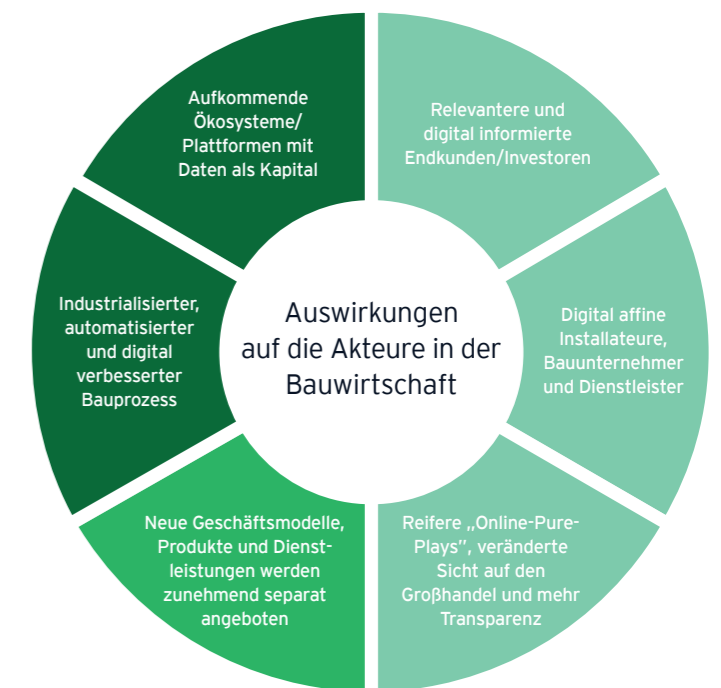 Aufkommende
Ökosysteme/
Plattformen mit
Daten als Kapital
Relevantere und
digital informierte
Endkunden/Investoren
Industrialisierter,
automatisierter
und digital
verbesserter
Bauprozess
Auswirkungen
auf die Akteure in der
Bauwirtschaft
Digital affine
Installateure,
Bauunternehmer
und Dienstleister
Neue Geschäftsmodelle,
Produkte und Dienst-
leistungen werden
zunehmend separat
angeboten
Reifere „Online-Pure-
Plays”, veränderte
Sicht auf den
Großhandel und mehr
Transparenz